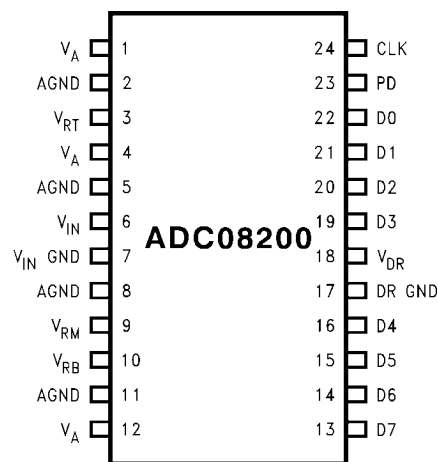 V_A 1 24 CLK
AGND 2 23 PD
V_RT 3 22 D0
V_A 4 21 D1
AGND 5 20 D2
V_IN 6 19 D3
ADC08200
V_IN GND 7 18 V_DR
AGND 8 17 DR GND
V_RM 9 16 D4
V_RB 10 15 D5
AGND 11 14 D6
V_A 12 13 D7